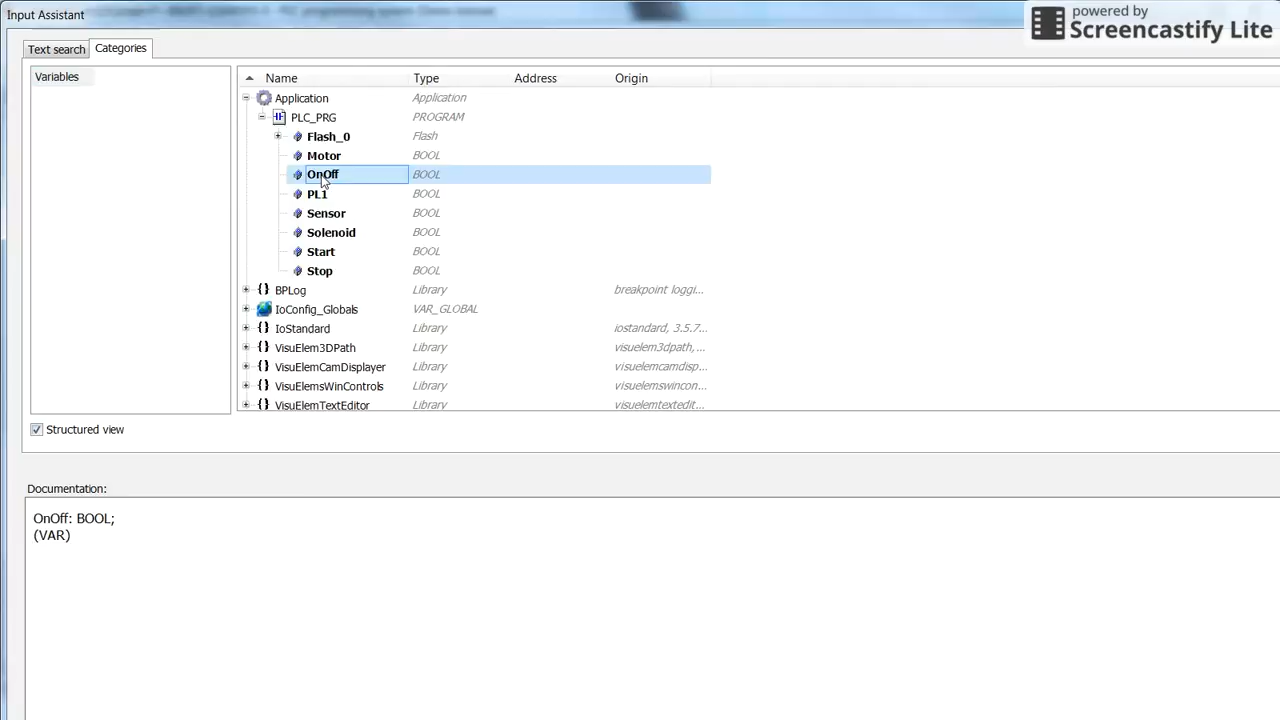 Input Assistant
powered by
Screencastify Lite
Text search Categories
Variables
Name Type Address Origin
Application Application
PLC_PRG PROGRAM
Flash_0 Flash
Motor BOOL
OnOff BOOL
PL1 BOOL
Sensor BOOL
Solenoid BOOL
Start BOOL
Stop BOOL
BPLog Library breakpoint loggi...
IoConfig_Globals VAR_GLOBAL
IoStandard Library iostandard, 3.5.7...
VisuElem3DPath Library visuelem3dpath,...
VisuElemCamDisplayer Library visuelemcamdisp...
VisuElemsWinControls Library visuelemswincon...
VisuElemTextEditor Library visuelemtextedit...
Structured view
Documentation:
OnOff: BOOL;
(VAR)